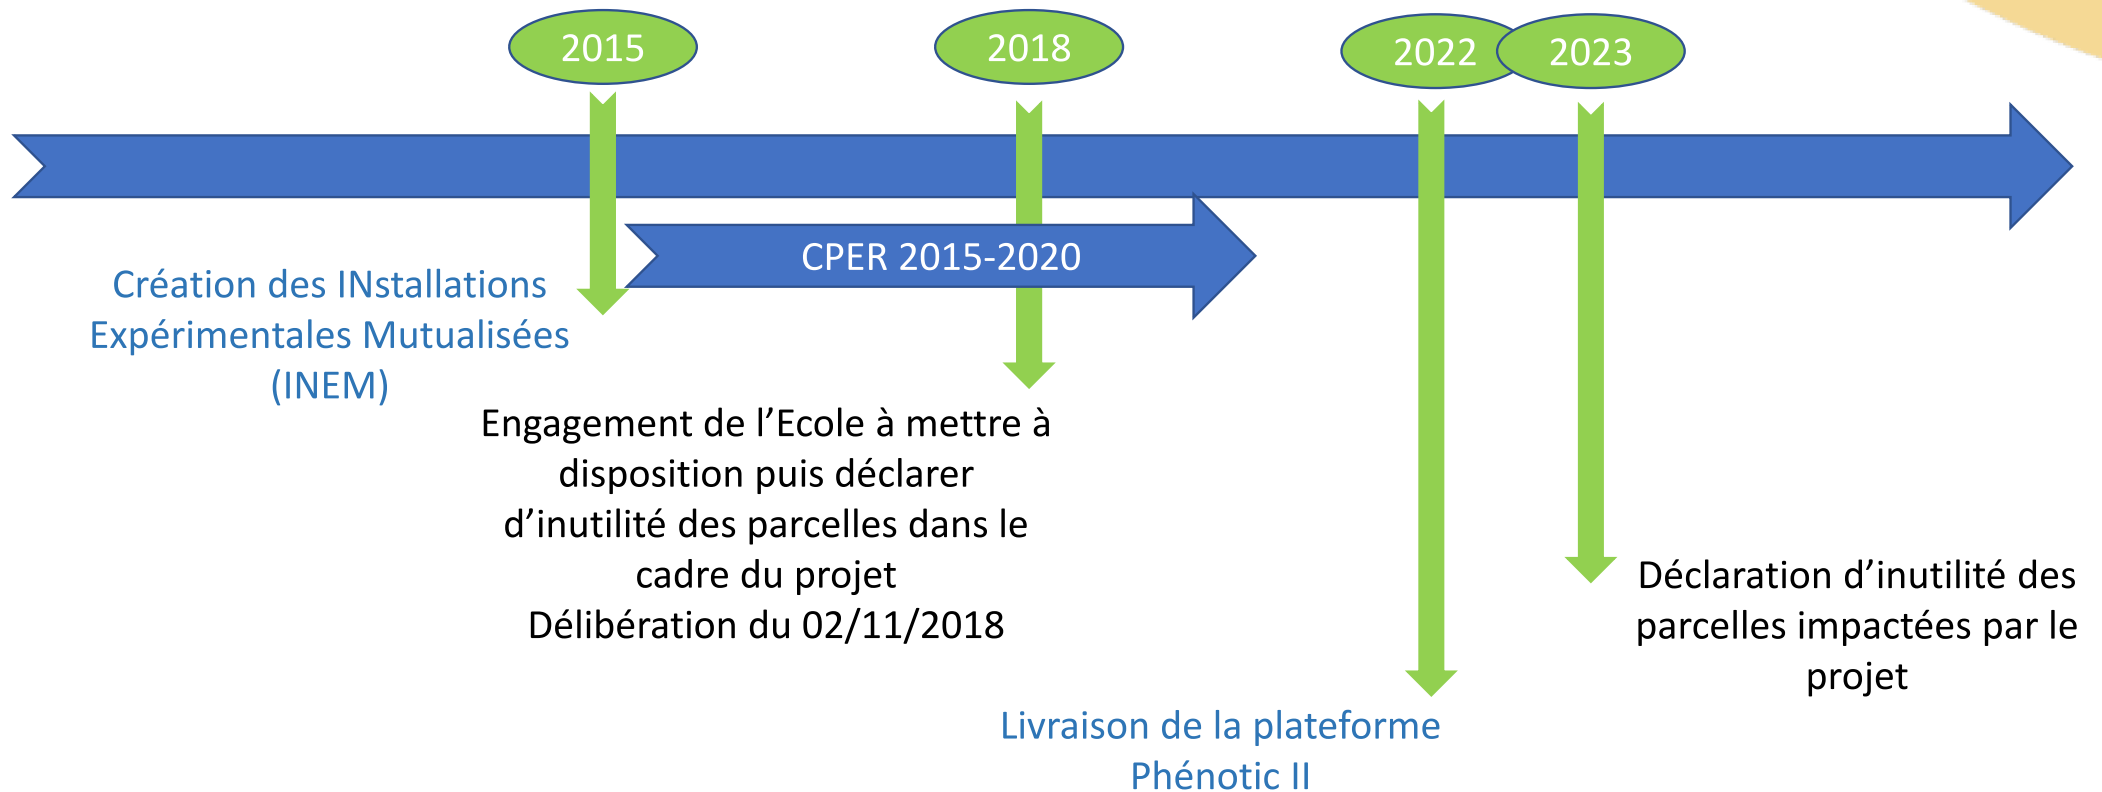 2015
2018
2022
2023
CPER 2015-2020
Création des INstallations
Expérimentales Mutualisées
(INEM)
Engagement de l’Ecole à mettre à
disposition puis déclarer
d’inutilité des parcelles dans le
cadre du projet
Délibération du 02/11/2018
Livraison de la plateforme
Phénotic II
Déclaration d’inutilité des
parcelles impactées par le
projet